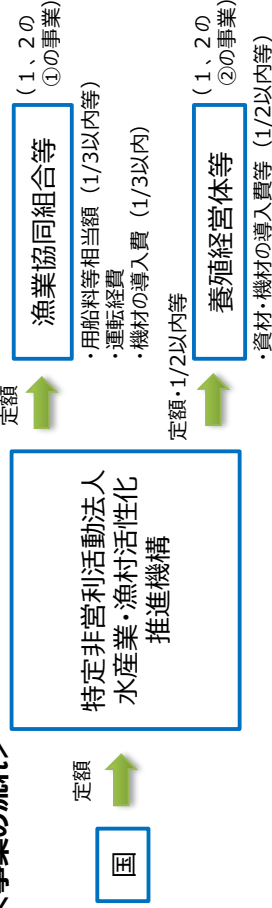 <事業の流れ>
国
定額
特定非営利活動法人
水産業・漁村活性化
推進機構
定額
漁業協同組合等
(1、2の
①の事業)
・用船料等相当額(1/3以内等)
・運転経費
・機材の導入費(1/3以内)
定額・1/2以内等
養殖経営体等
(1、2の
②の事業)
・資材・機材の導入費等(1/2以内等)